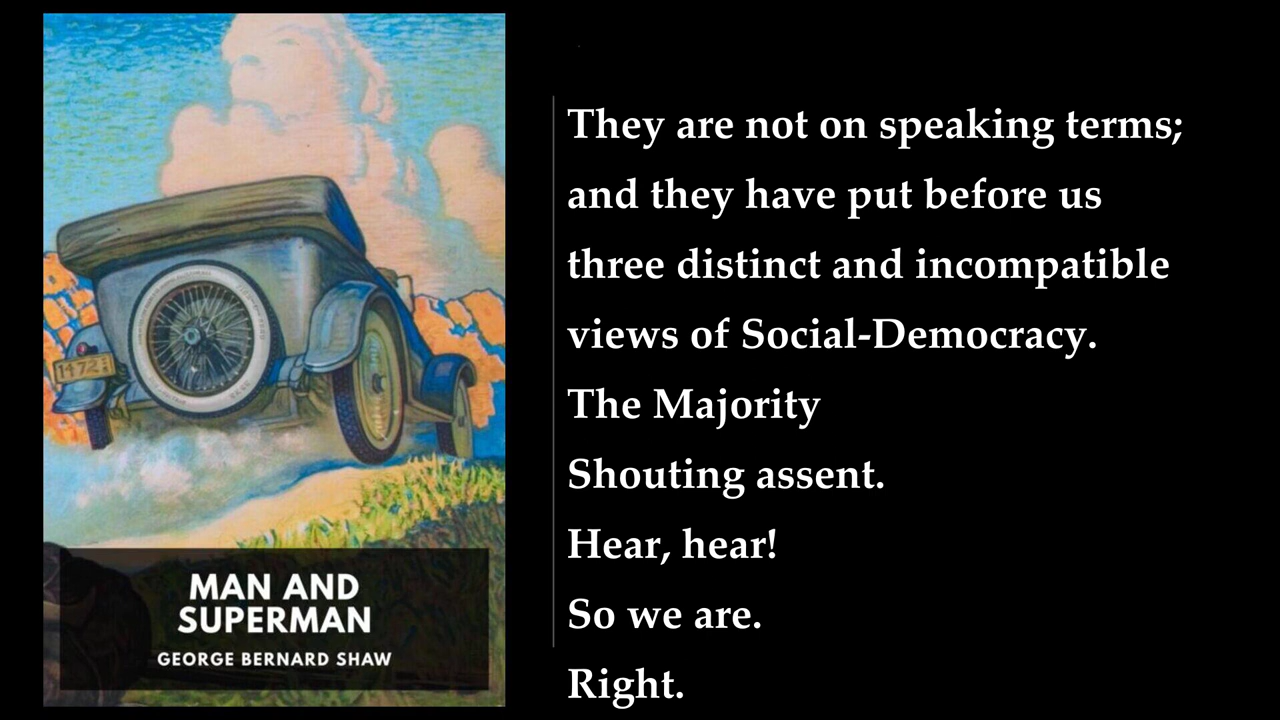 They are not on speaking terms;
and they have put before us
three distinct and incompatible
views of Social-Democracy.
The Majority
Shouting assent.
Hear, hear!
So we are.
Right.
1472
MAN AND
SUPERMAN
GEORGE BERNARD SHAW